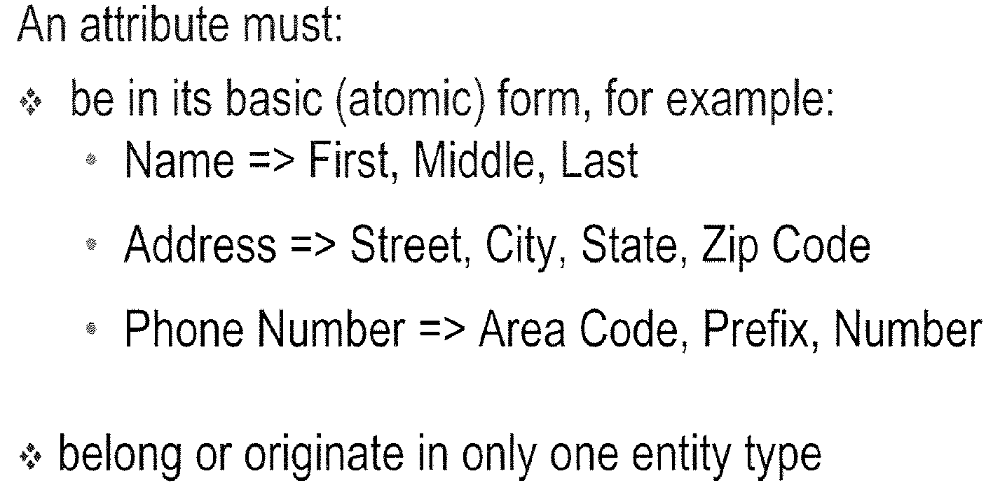 An attribute must:
❖ be in its basic (atomic) form, for example:
• Name => First, Middle, Last
• Address => Street, City, State, Zip Code
• Phone Number => Area Code, Prefix, Number
❖ belong or originate in only one entity type